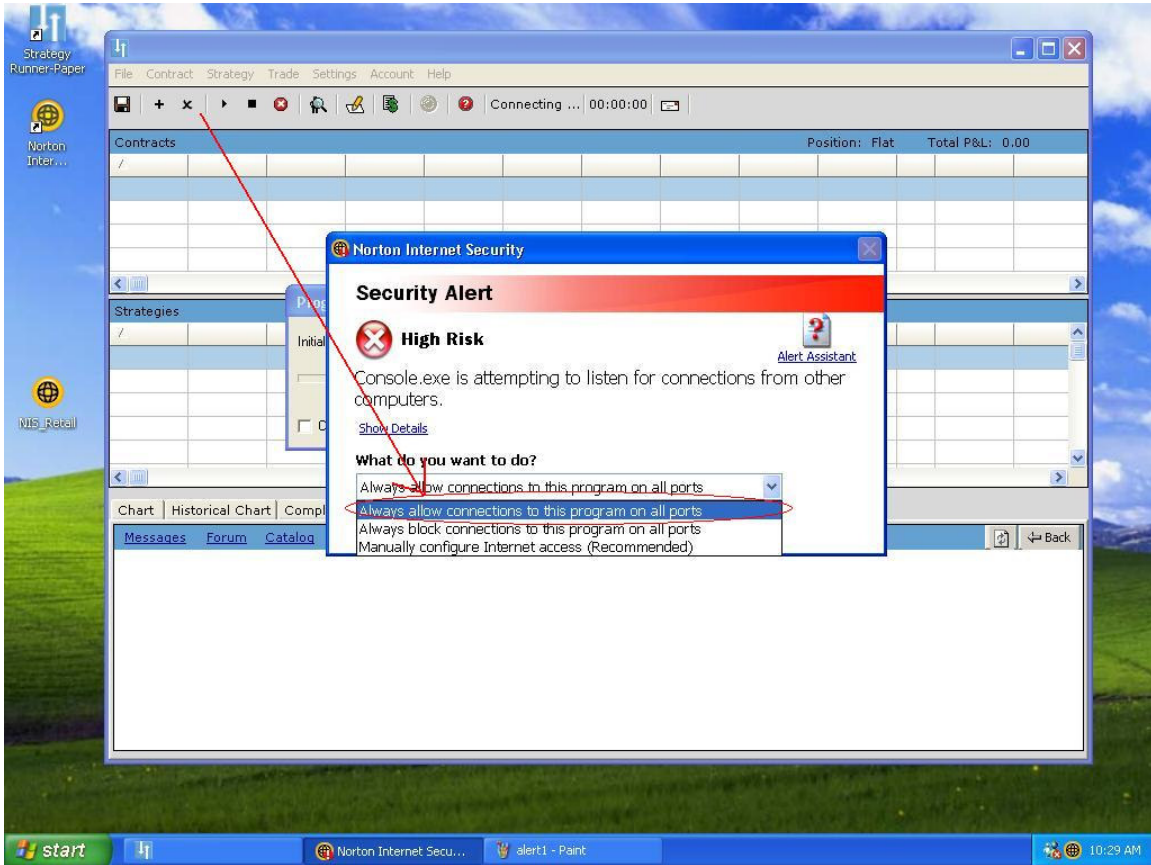 Strategy
Runner-Paper
Norton
Inter...
NIS_Retail
File Contract Strategy Trade Settings Account Help
Connecting ... 00:00:00
Contracts Position: Flat Total P&L: 0.00
/
Norton Internet Security
Security Alert
High Risk
Alert Assistant
Console.exe is attempting to listen for connections from other
computers.
Show Details
What do you want to do?
Always allow connections to this program on all ports
Always allow connections to this program on all ports
Always block connections to this program on all ports
Manually configure Internet access (Recommended)
Strategies
/
Prog
Initial
C
Chart Historical Chart Compl
Messages Forum Catalog Back
start
Norton Internet Secu...
alert1 - Paint
10:29 AM